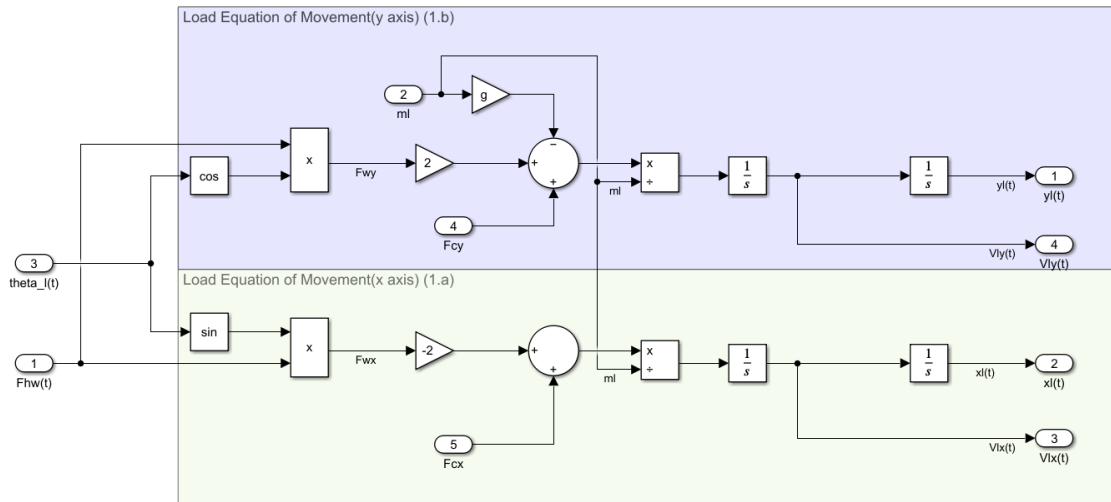 Load Equation of Movement(y axis) (1.b)
2
ml
g
−
x
cos
Fwy
2
+
+
x
÷
ml
1
s
1
s
yl(t)
1
yl(t)
4
Fcy
Vly(t)
4
Vly(t)
3
theta_l(t)
Load Equation of Movement(x axis) (1.a)
sin
1
Fhw(t)
x
Fwx
-2
+
+
x
÷
ml
1
s
1
s
xl(t)
2
xl(t)
5
Fcx
Vlx(t)
3
Vlx(t)